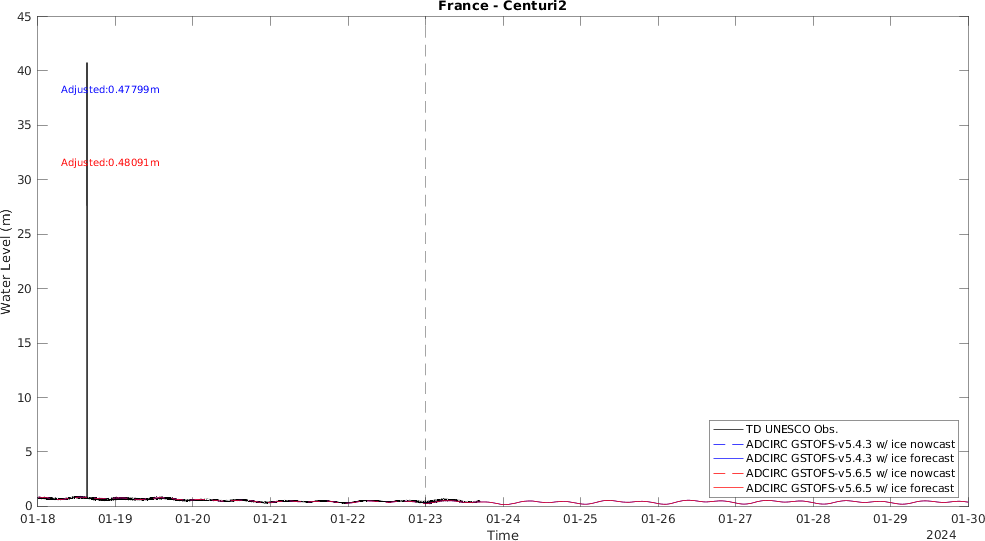 France - Centuri2
45
40
35
30
25
20
15
10
5
0
Water Level (m)
Adjusted:0.47799m
Adjusted:0.48091m
TD UNESCO Obs.
ADCIRC GSTOFS-v5.4.3 w/ ice nowcast
ADCIRC GSTOFS-v5.4.3 w/ ice forecast
ADCIRC GSTOFS-v5.6.5 w/ ice nowcast
ADCIRC GSTOFS-v5.6.5 w/ ice forecast
01-18 01-19 01-20 01-21 01-22 01-23 01-24 01-25 01-26 01-27 01-28 01-29 01-30
Time
2024